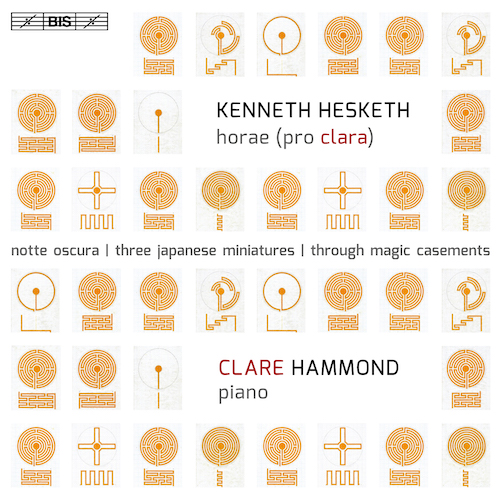 BIS
KENNETH HESKETH
horae (pro clara)
notte oscura | three japanese miniatures | through magic casements
CLARE HAMMOND
piano